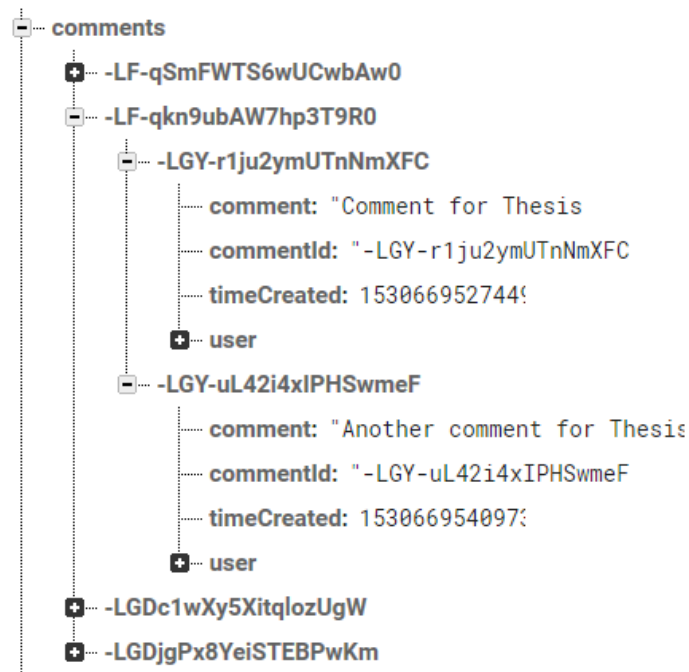 comments
-LF-qSmFWTS6wUCwbAw0
-LF-qkn9ubAW7hp3T9R0
-LGY-r1ju2ymUTnNmXFC
comment: "Comment for Thesis
commentId: "-LGY-r1ju2ymUTnNmXFC
timeCreated: 153066952744
user
-LGY-uL42i4xIPHSwmeF
comment: "Another comment for Thesis
commentId: "-LGY-uL42i4xIPHSwmeF
timeCreated: 153066954097
user
-LGDc1wXy5XitqlozUgW
-LGDjgPx8YeiSTEBPwKm